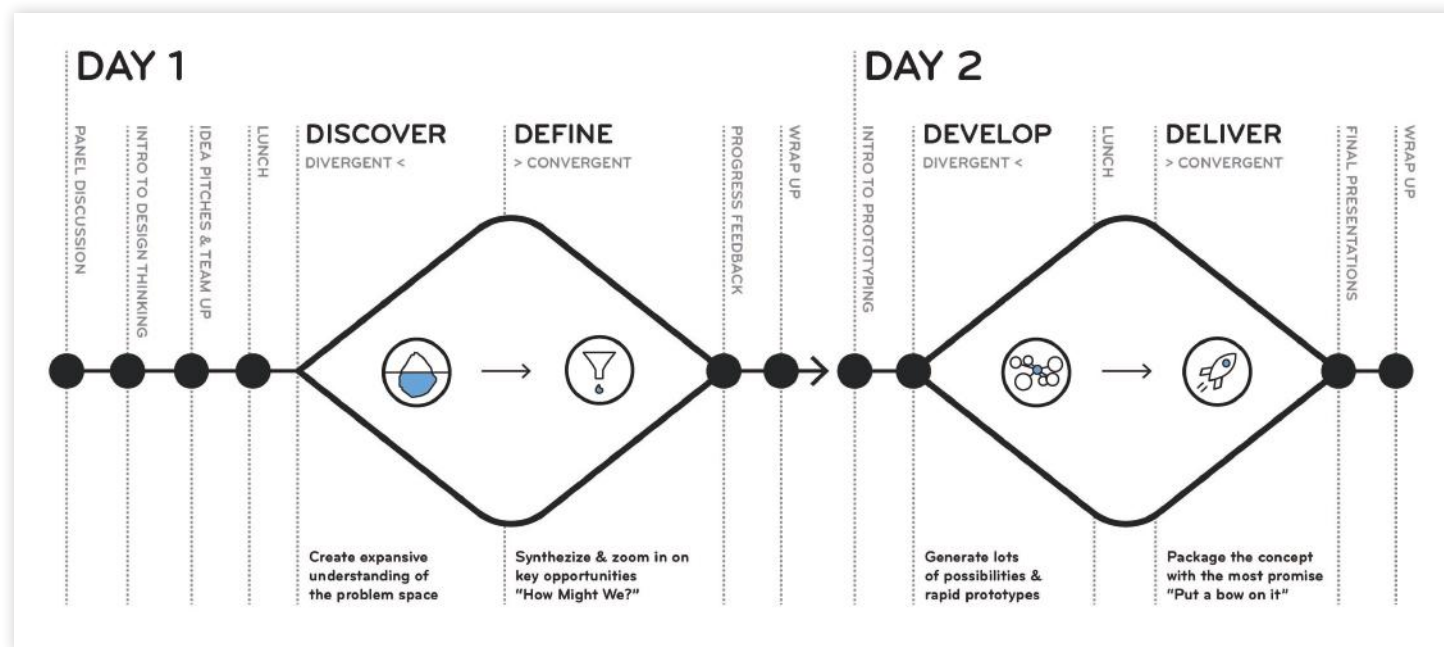 DAY 1
PANEL DISCUSSION
INTRO TO DESIGN THINKING
IDEA PITCHES & TEAM UP
LUNCH
DISCOVER
DIVERGENT <
DEFINE
> CONVERGENT
PROGRESS FEEDBACK
WRAP UP
Create expansive
understanding of
the problem space
Synthezize & zoom in on
key opportunities
"How Might We?"
DAY 2
INTRO TO PROTOTYPING
DEVELOP
DIVERGENT <
LUNCH
DELIVER
> CONVERGENT
FINAL PRESENTATIONS
WRAP UP
Generate lots
of possibilities &
rapid prototypes
Package the concept
with the most promise
"Put a bow on it"